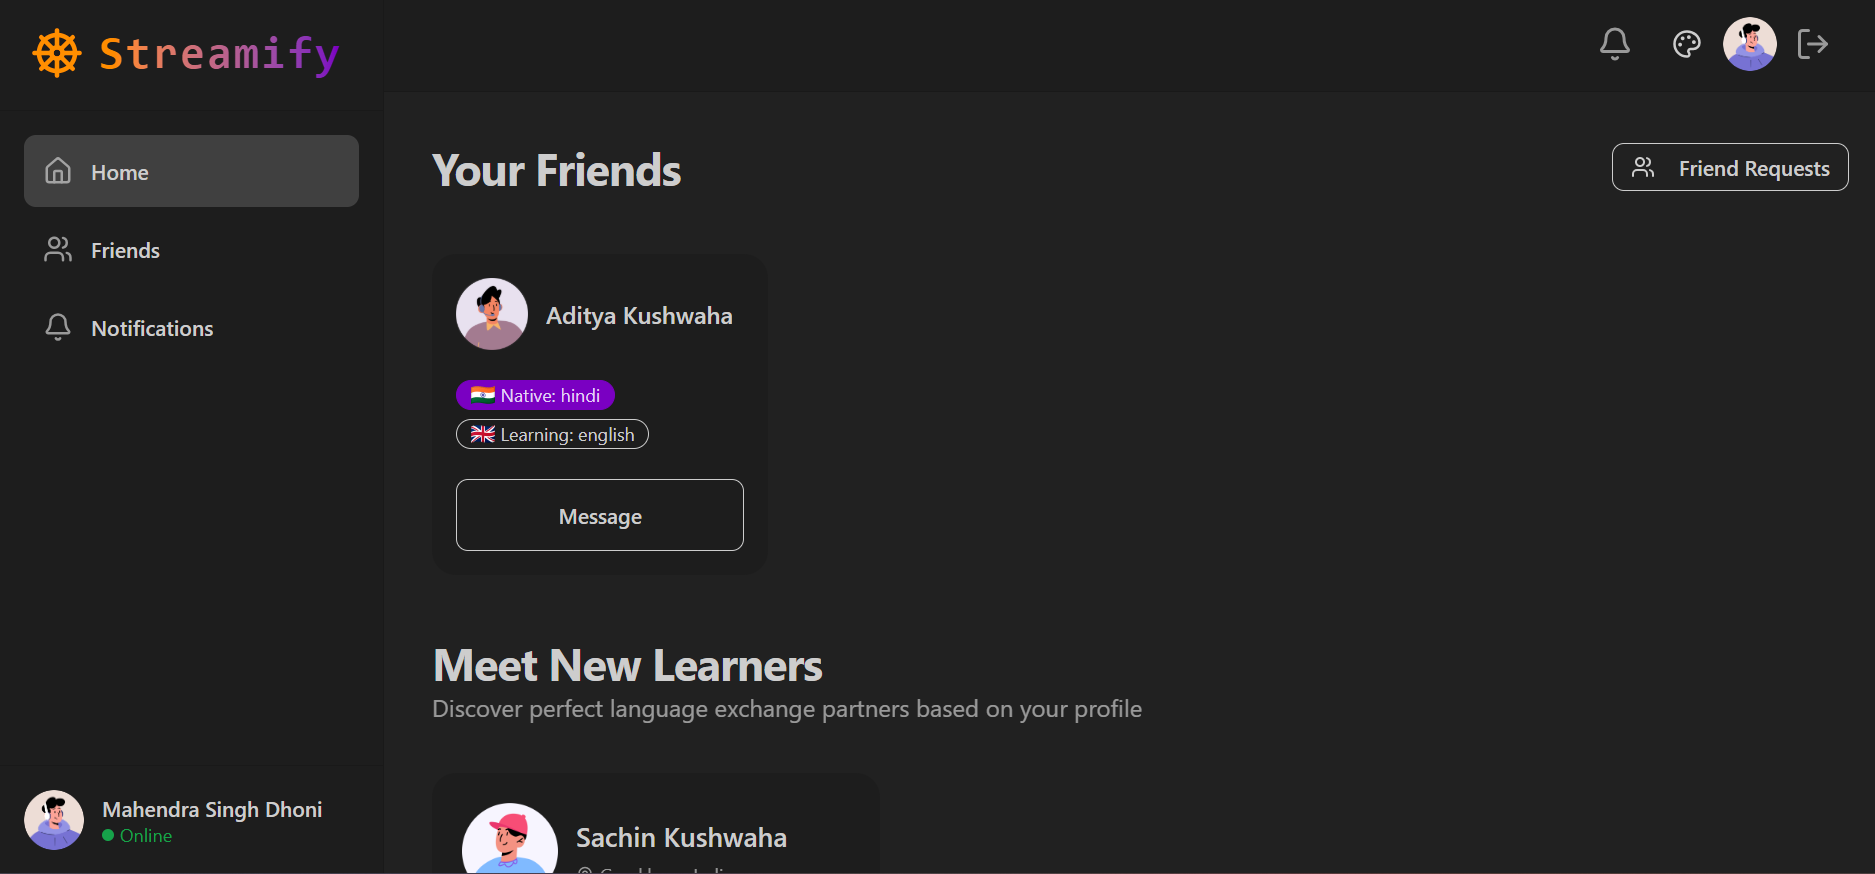 Streamify
Home
Friends
Notifications
Mahendra Singh Dhoni
Online
Your Friends
Friend Requests
Aditya Kushwaha
Native: hindi
Learning: english
Message
Meet New Learners
Discover perfect language exchange partners based on your profile
Sachin Kushwaha